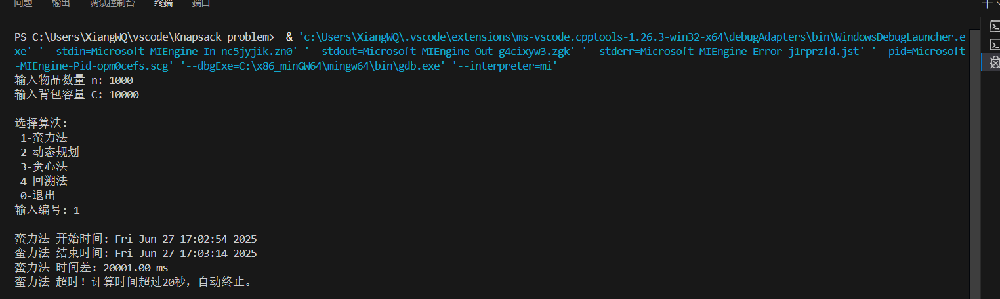 问题 输出 调试控制台 终端 端口
PS C:\Users\XiangWQ\vscode\Knapsack problem>  & 'c:\Users\XiangWQ\.vscode\extensions\ms-vscode.cpptools-1.26.3-win32-x64\debugAdapters\bin\WindowsDebugLauncher.e
xe' '--stdin=Microsoft-MIEngine-In-nc5jyjik.zn0' '--stdout=Microsoft-MIEngine-Out-g4cixyw3.zgk' '--stderr=Microsoft-MIEngine-Error-j1rprzfd.jst' '--pid=Microsoft
-MIEngine-Pid-opm0cefs.scg' '--dbgExe=C:\x86_minGW64\mingw64\bin\gdb.exe' '--interpreter=mi'
输入物品数量 n: 1000
输入背包容量 C: 10000
选择算法:
1-蛮力法
2-动态规划
3-贪心法
4-回溯法
0-退出
输入编号: 1
蛮力法 开始时间: Fri Jun 27 17:02:54 2025
蛮力法 结束时间: Fri Jun 27 17:03:14 2025
蛮力法 时间差: 20001.00 ms
蛮力法 超时！计算时间超过20秒，自动终止。